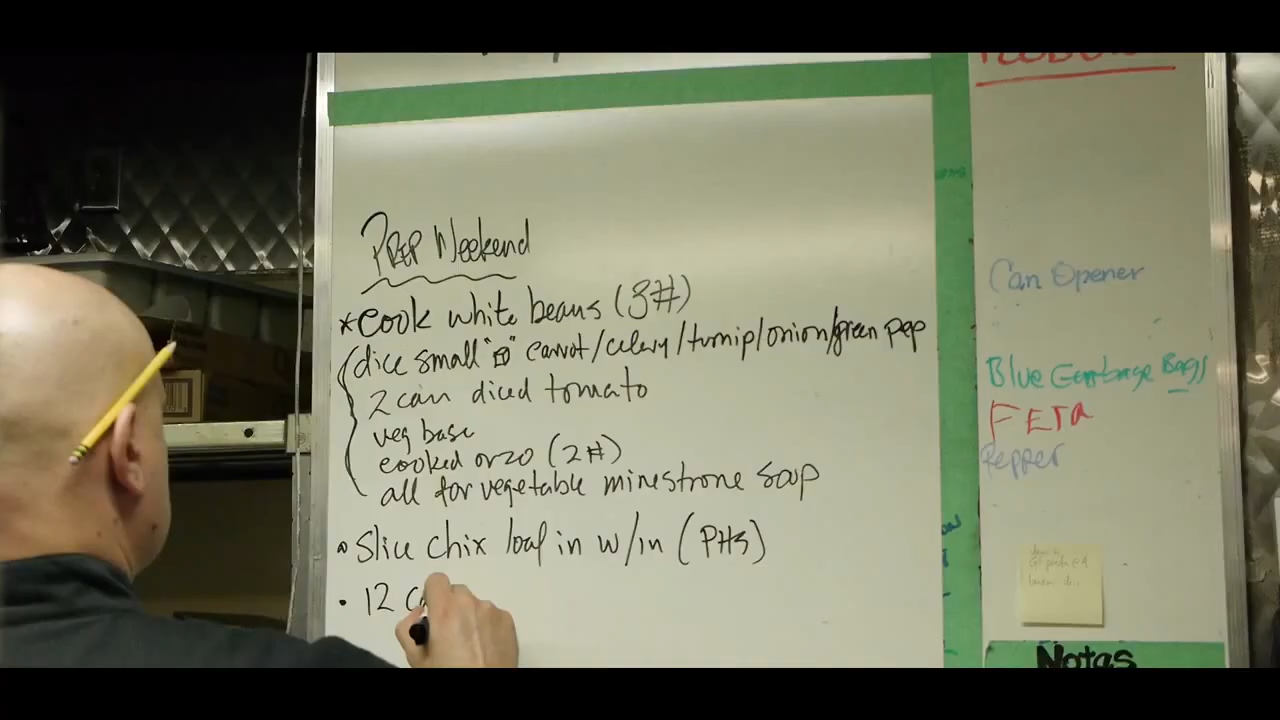 PREP Weekend
*cook white beans (3#)
dice small " " carrot/celery/turnip/onion/green pep
2 can diced tomato
veg base
cooked orzo (2#)
all for vegetable minestrone soup
• Slice chix loaf in w/in (PHS)
• 12 c
Can Opener
Blue Garbage Bags
FETA
Pepper
Notes